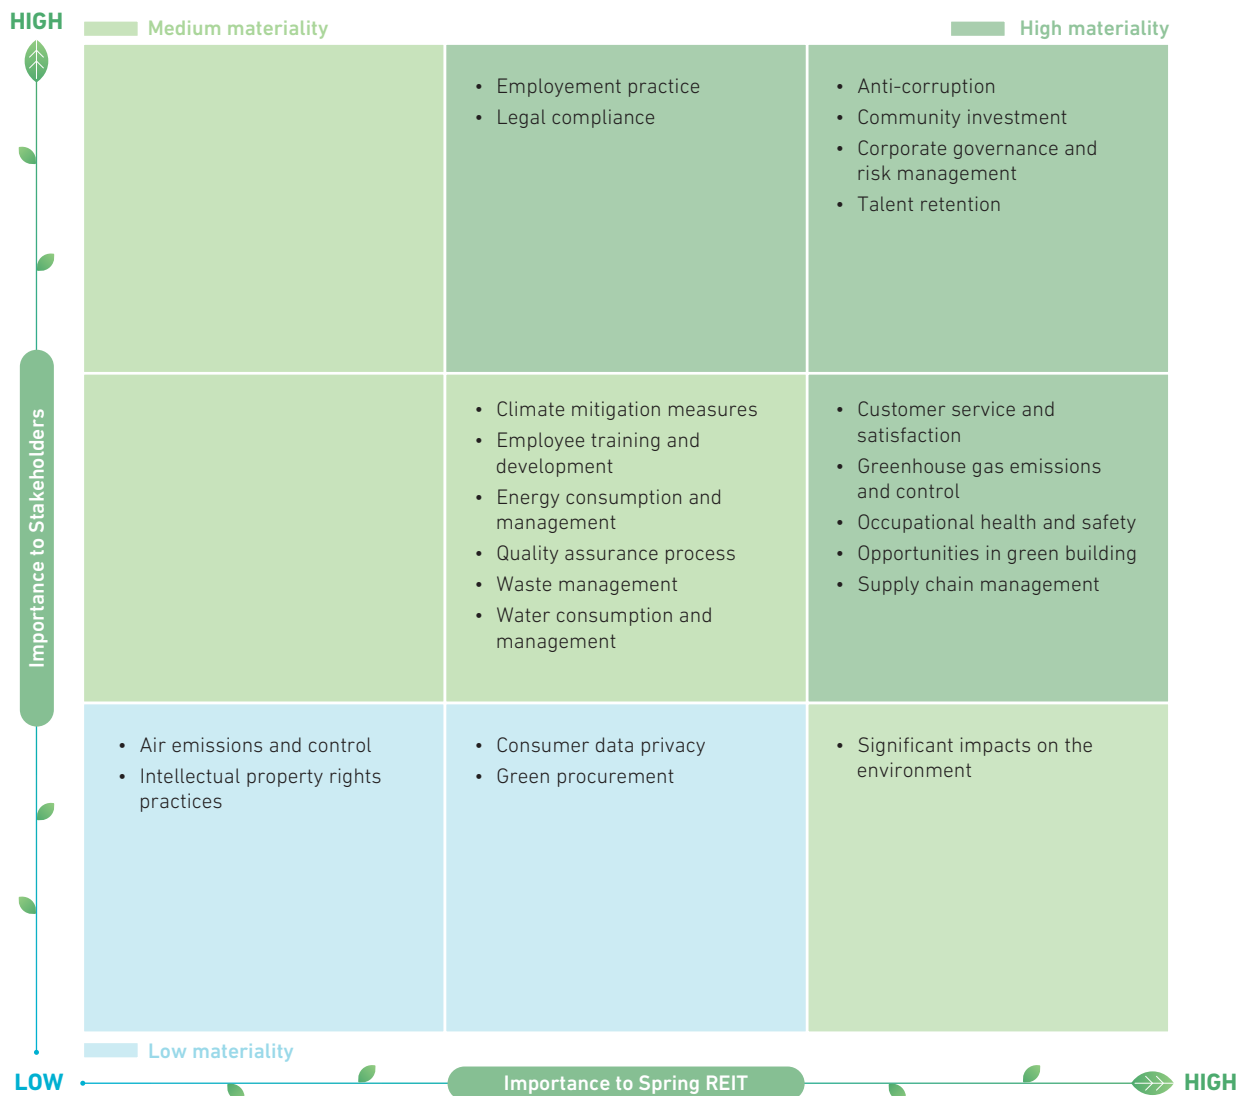 HIGH
Medium materiality
High materiality
• Employement practice
• Legal compliance
• Anti-corruption
• Community investment
• Corporate governance and
risk management
• Talent retention
Importance to Stakeholders
• Climate mitigation measures
• Employee training and
development
• Energy consumption and
management
• Quality assurance process
• Waste management
• Water consumption and
management
• Customer service and
satisfaction
• Greenhouse gas emissions
and control
• Occupational health and safety
• Opportunities in green building
• Supply chain management
• Air emissions and control
• Intellectual property rights
practices
• Consumer data privacy
• Green procurement
• Significant impacts on the
environment
Low materiality
LOW
Importance to Spring REIT
HIGH